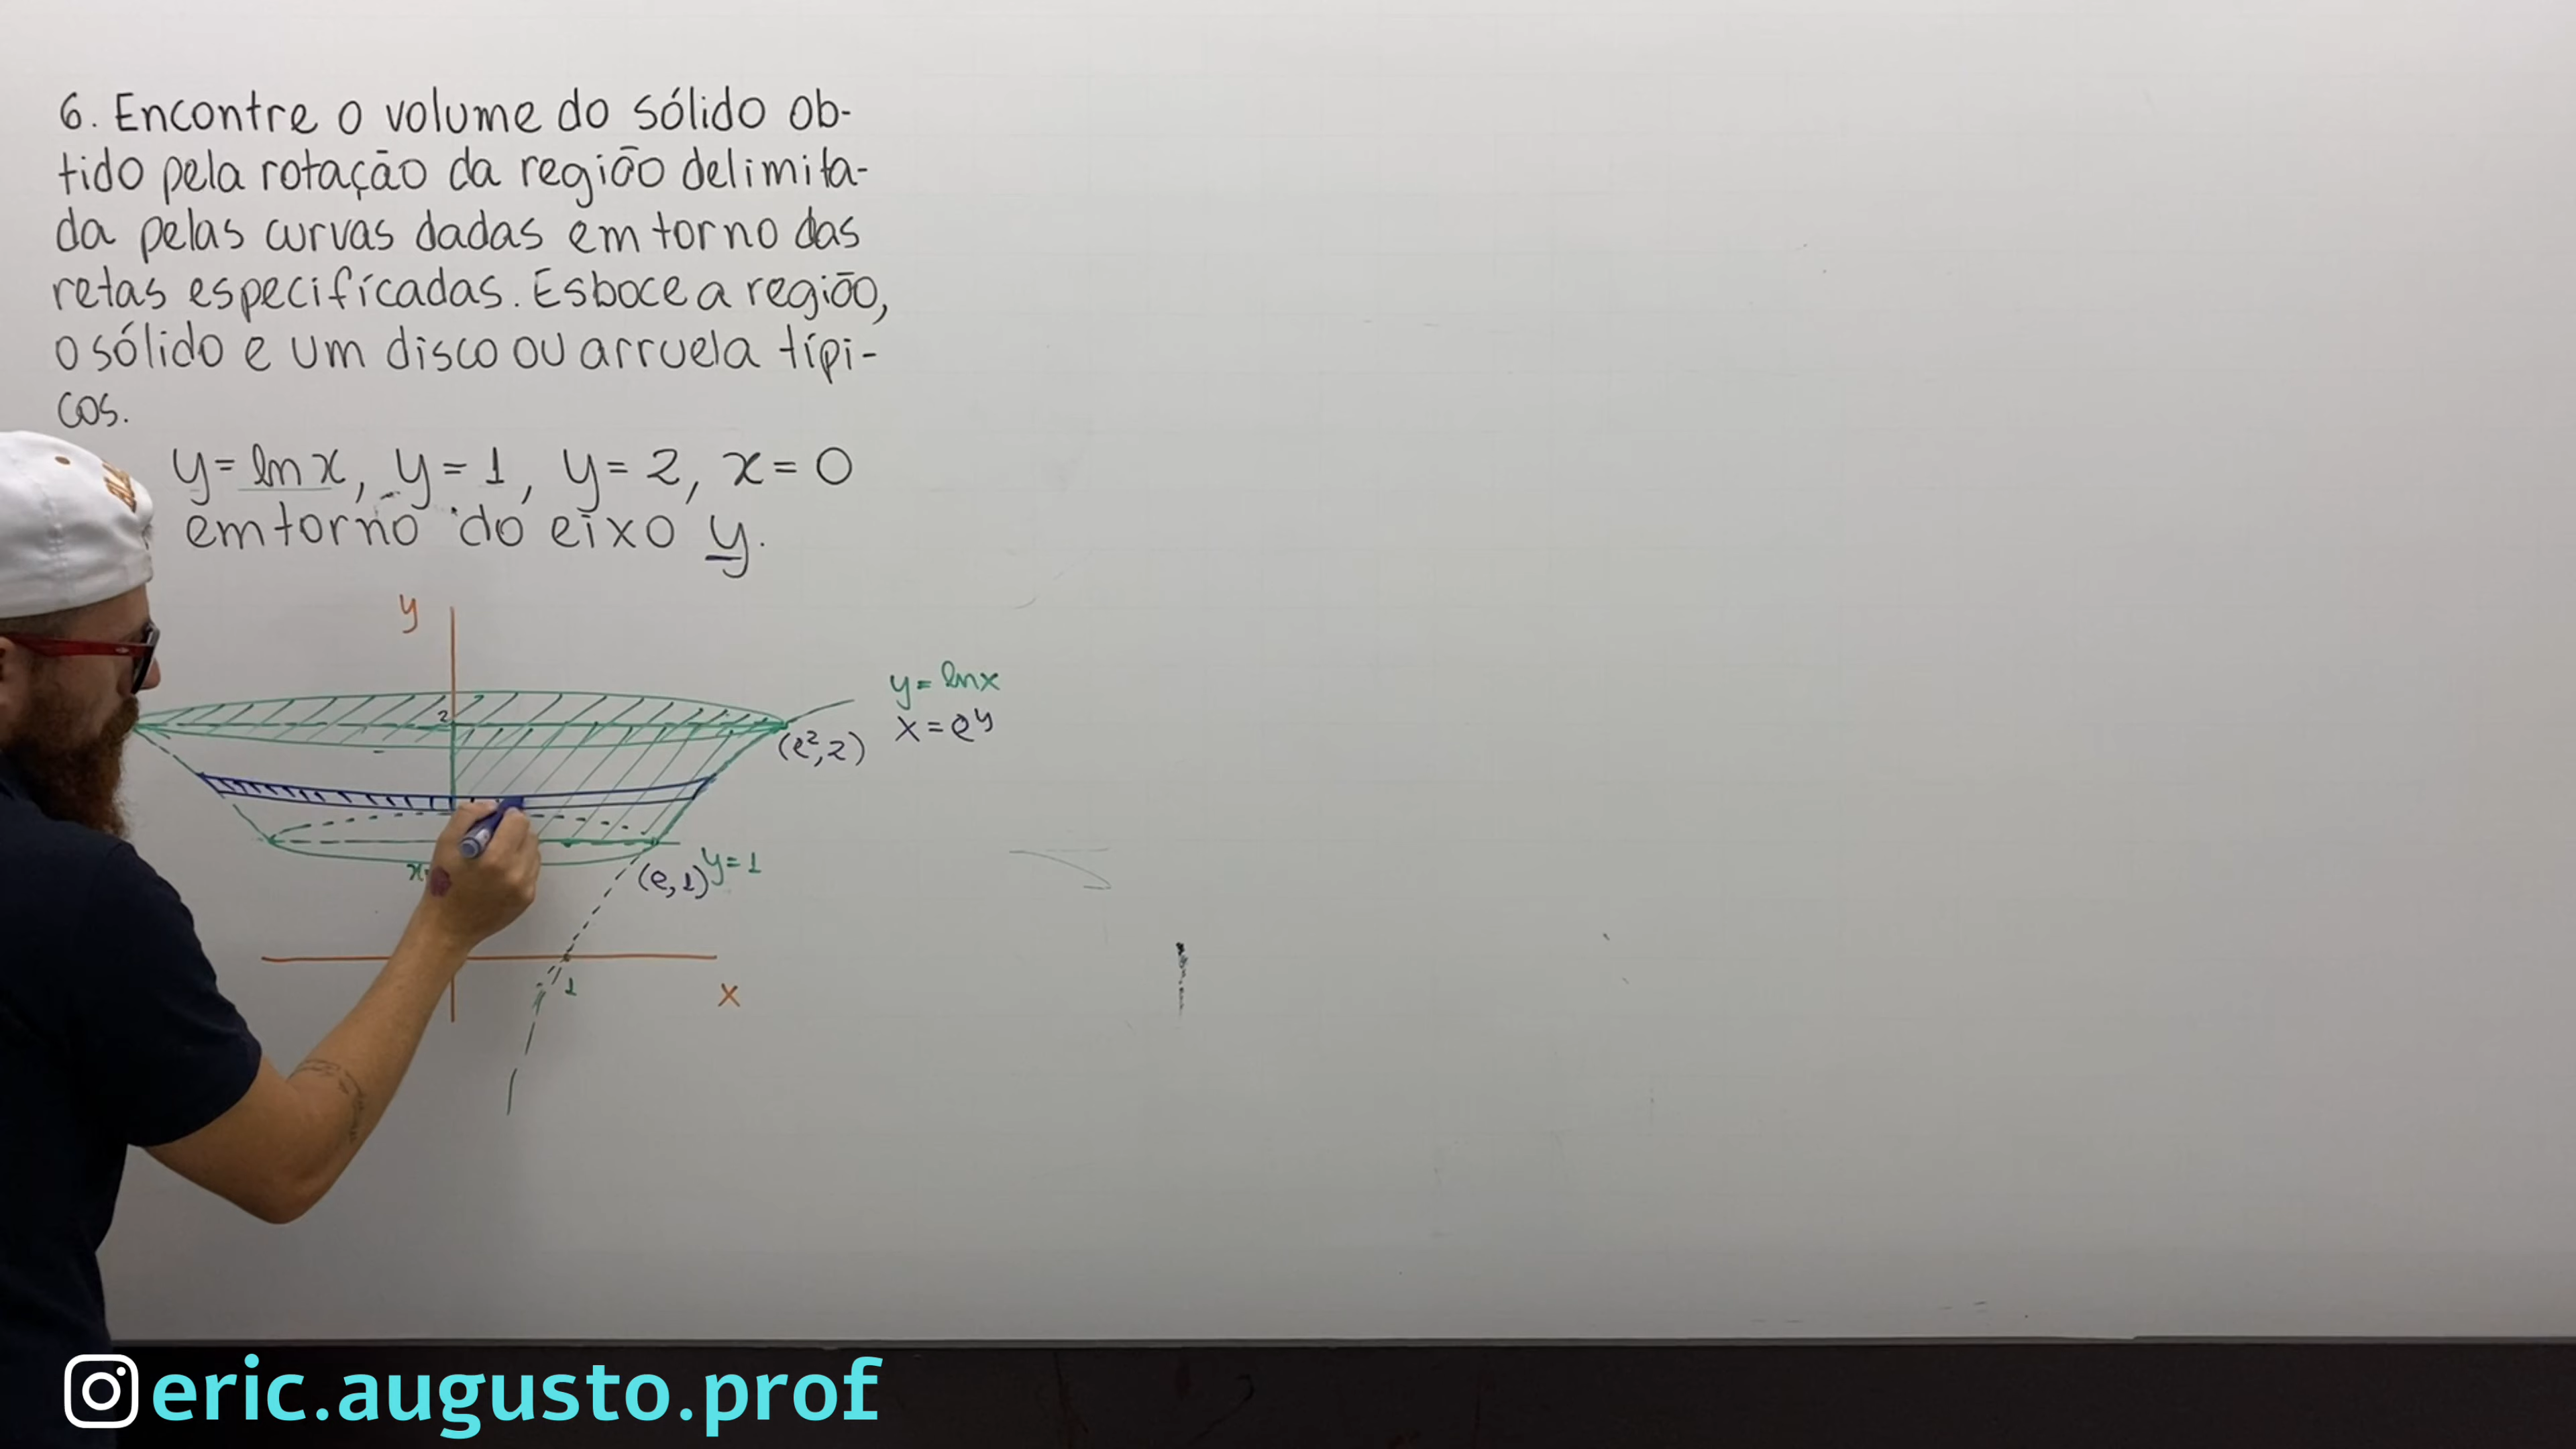 6. Encontre o volume do sólido ob-
tido pela rotação da região delimita-
da pelas curvas dadas em torno das
retas especifícadas. Esboce a região,
o sólido e um disco ou arruela típi-
cos.
y = ln x, y = 1, y = 2, x = 0
em torno do eixo y.
y
y = ln x
x = e^y
2
(e², 2)
y = 1
(e, 1)
1
x
eric.augusto.prof